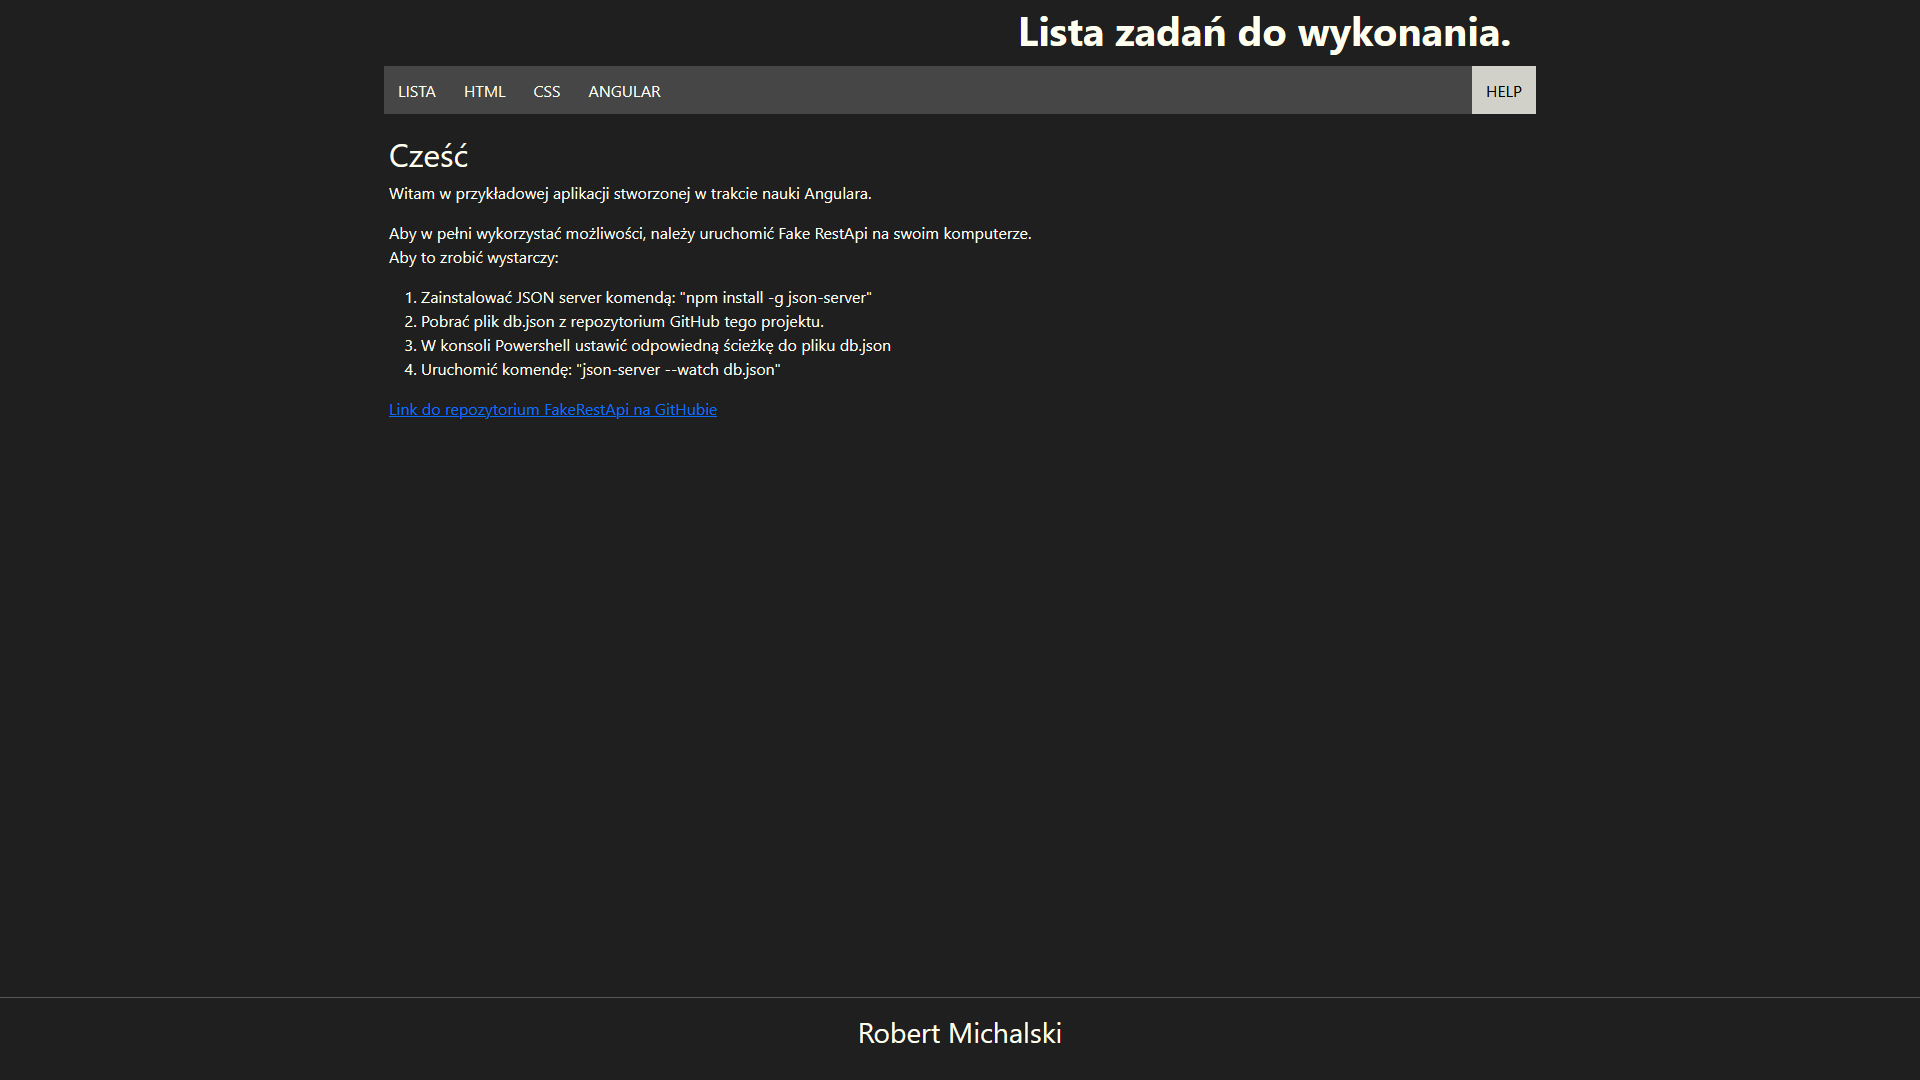 Lista zadań do wykonania.
LISTA HTML CSS ANGULAR HELP
Cześć
Witam w przykładowej aplikacji stworzonej w trakcie nauki Angulara.
Aby w pełni wykorzystać możliwości, należy uruchomić Fake RestApi na swoim komputerze.
Aby to zrobić wystarczy:
1. Zainstalować JSON server komendą: "npm install -g json-server"
2. Pobrać plik db.json z repozytorium GitHub tego projektu.
3. W konsoli Powershell ustawić odpowiedną ścieżkę do pliku db.json
4. Uruchomić komendę: "json-server --watch db.json"
Link do repozytorium FakeRestApi na GitHubie
Robert Michalski